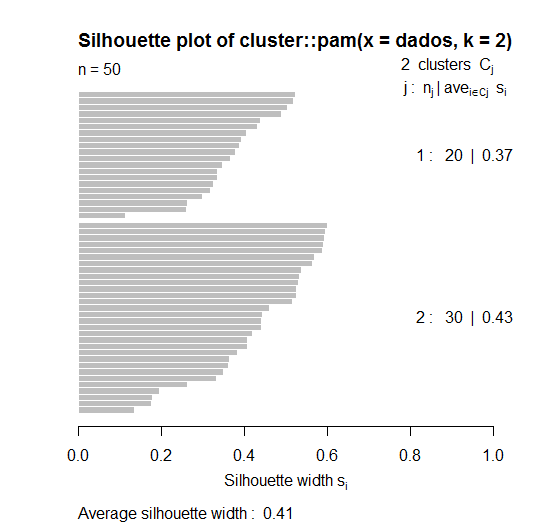 Silhouette plot of cluster::pam(x = dados, k = 2)
n = 50
2 clusters Cj
j : nj | avei∈Cj si
1 : 20 | 0.37
2 : 30 | 0.43
0.0 0.2 0.4 0.6 0.8 1.0
Silhouette width si
Average silhouette width : 0.41